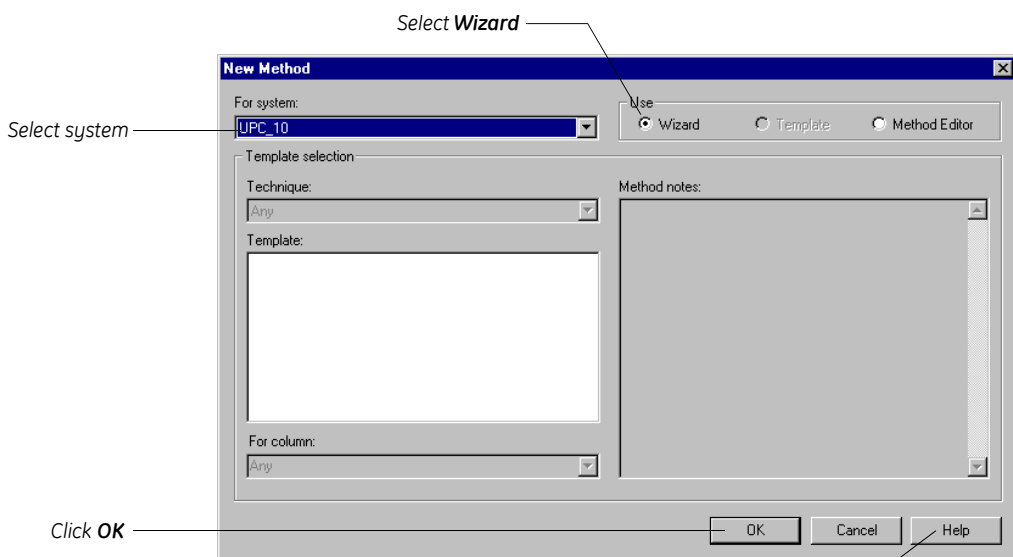 Select Wizard
New Method
For system:
Select system
UPC_10
Use
Wizard
Template
Method Editor
Template selection
Technique:
Any
Method notes:
Template:
For column:
Any
Click OK
OK
Cancel
Help